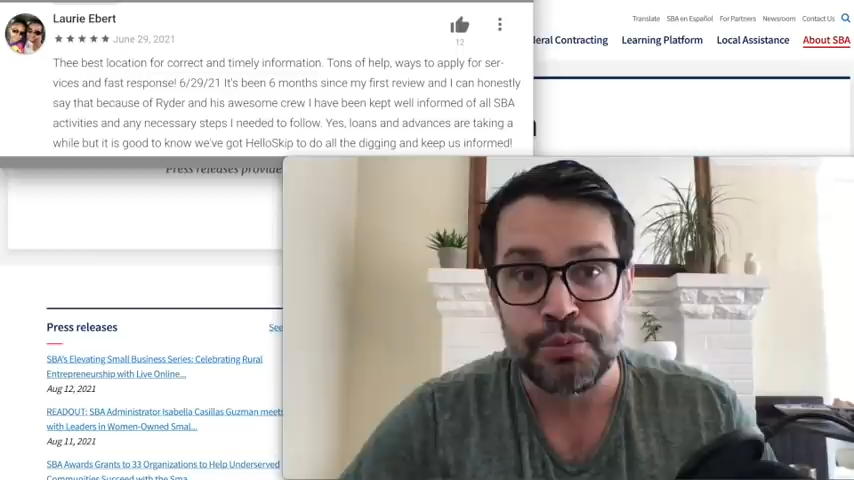 Laurie Ebert
June 29, 2021
12
Thee best location for correct and timely information. Tons of help, ways to apply for ser-
vices and fast response! 6/29/21 It's been 6 months since my first review and I can honestly
say that because of Ryder and his awesome crew I have been kept well informed of all SBA
activities and any necessary steps I needed to follow. Yes, loans and advances are taking a
while but it is good to know we've got HelloSkip to do all the digging and keep us informed!
Translate SBA en Español For Partners Newsroom Contact Us
Contracting Learning Platform Local Assistance About SBA
Press releases
Press releases
SBA's Elevating Small Business Series: Celebrating Rural
Entrepreneurship with Live Online...
Aug 12, 2021
READOUT: SBA Administrator Isabella Casillas Guzman meets
with Leaders in Women-Owned Smal...
Aug 11, 2021
SBA Awards Grants to 33 Organizations to Help Underserved
Communities Succeed with the